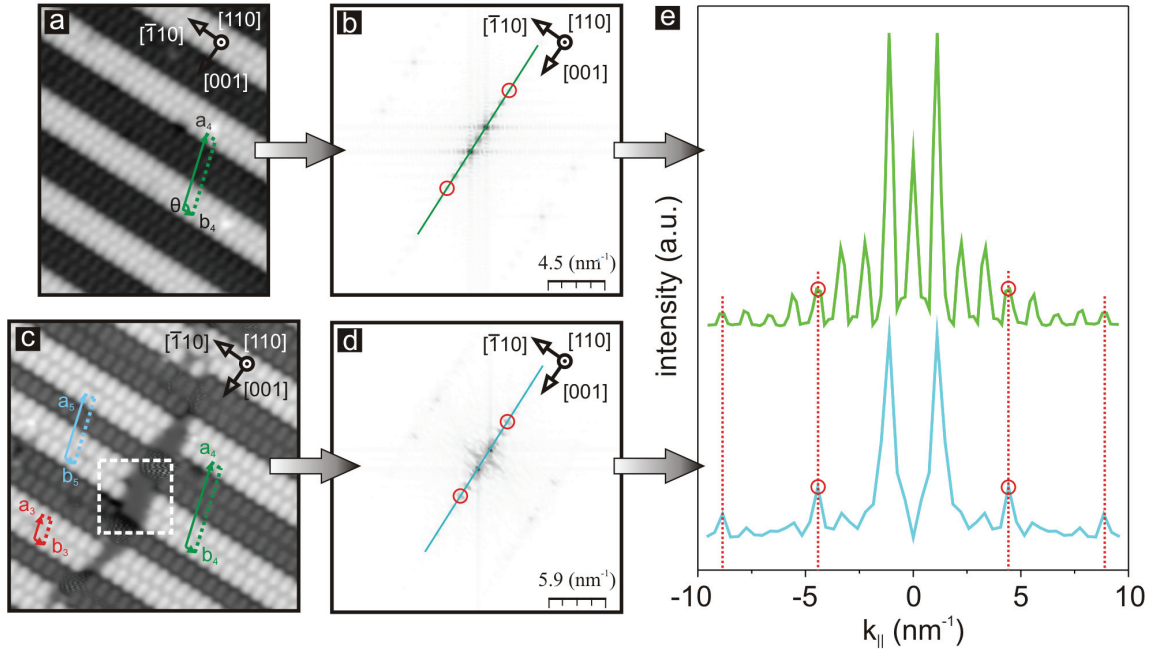 a
[1̄10]
[110]
[001]
a₄
θ
b₄
b
[1̄10]
[110]
[001]
4.5 (nm⁻¹)
c
[1̄10]
[110]
[001]
a₅
b₅
a₄
a₃
b₃
b₄
d
[1̄10]
[110]
[001]
5.9 (nm⁻¹)
e
intensity (a.u.)
-10 -5 0 5 10
k|| (nm⁻¹)